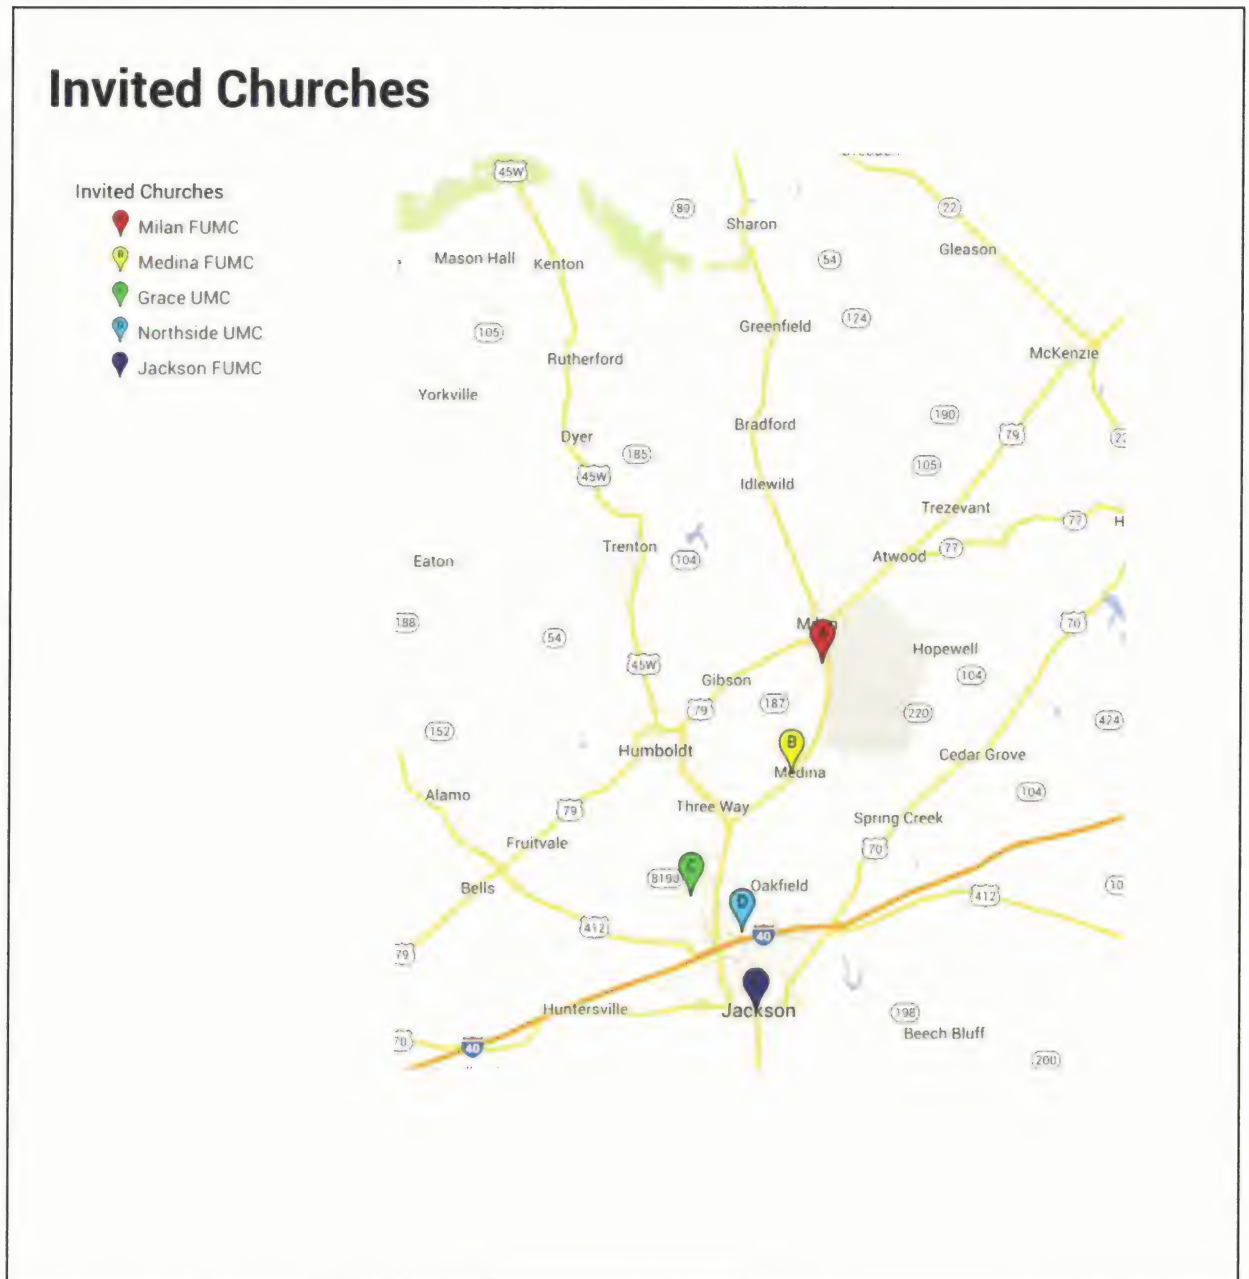 Invited Churches
Invited Churches
Milan FUMC
B Medina FUMC
Grace UMC
D Northside UMC
Jackson FUMC
45W
89
Sharon
22
Gleason
54
Mason Hall
Kenton
105
124
Greenfield
McKenzie
Rutherford
Yorkville
190
Bradford
79
Dyer
185
105
45W
Idlewild
Trezevant
77
H
Trenton
104
77
Atwood
Eaton
188
54
70
A
Hopewell
45W
104
Gibson
187
79
220
424
152
B
Humboldt
Medina
Cedar Grove
104
Alamo
79
Three Way
Spring Creek
Fruitvale
70
C
Oakfield
Bells
412
D
412
40
79
Huntersville
Jackson
198
Beech Bluff
70
40
200